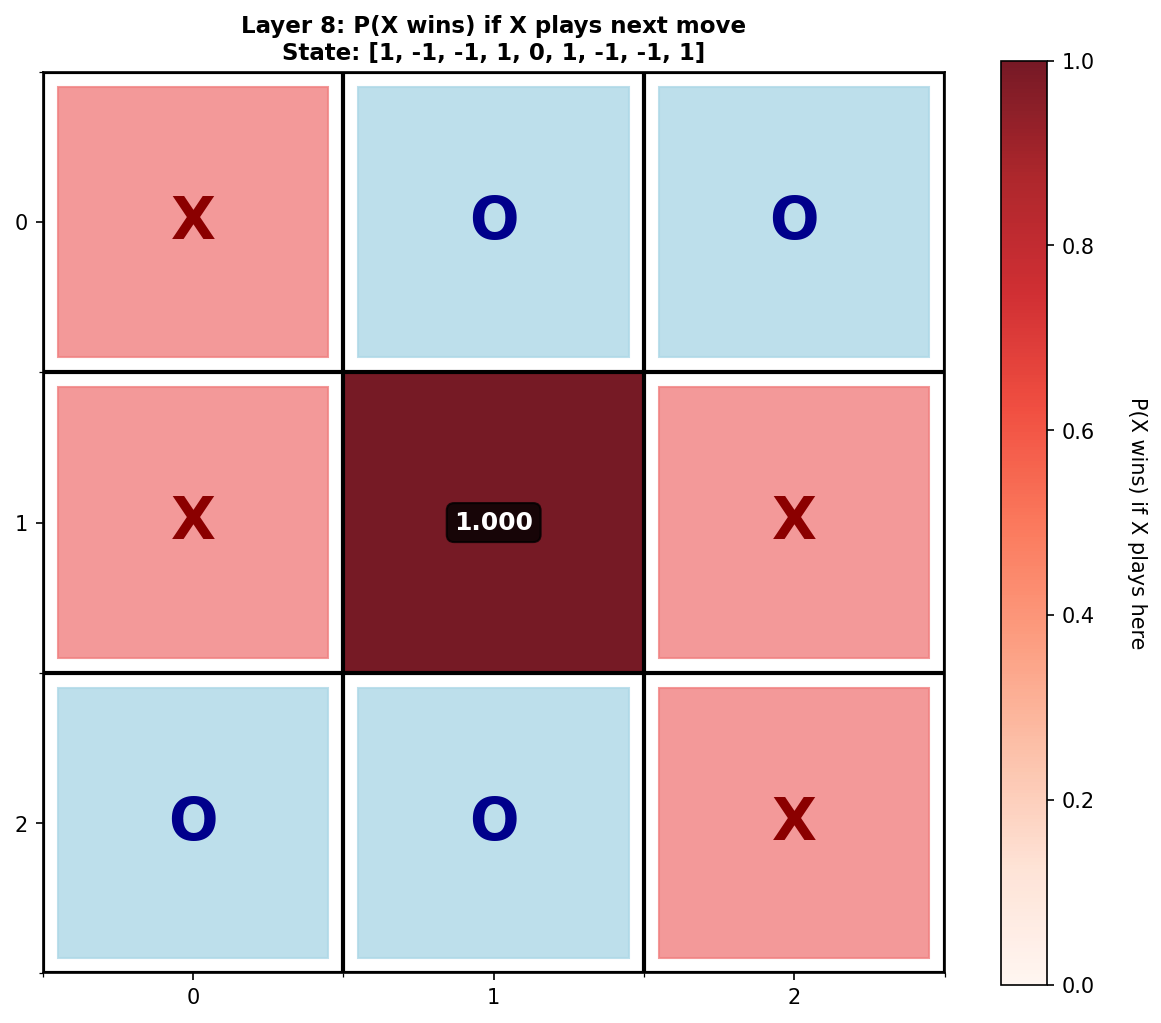 Layer 8: P(X wins) if X plays next move
State: [1, -1, -1, 1, 0, 1, -1, -1, 1]
0
X
O
O
1
X
1.000
X
2
O
O
X
0
1
2
1.0
0.8
0.6
0.4
0.2
0.0
P(X wins) if X plays here